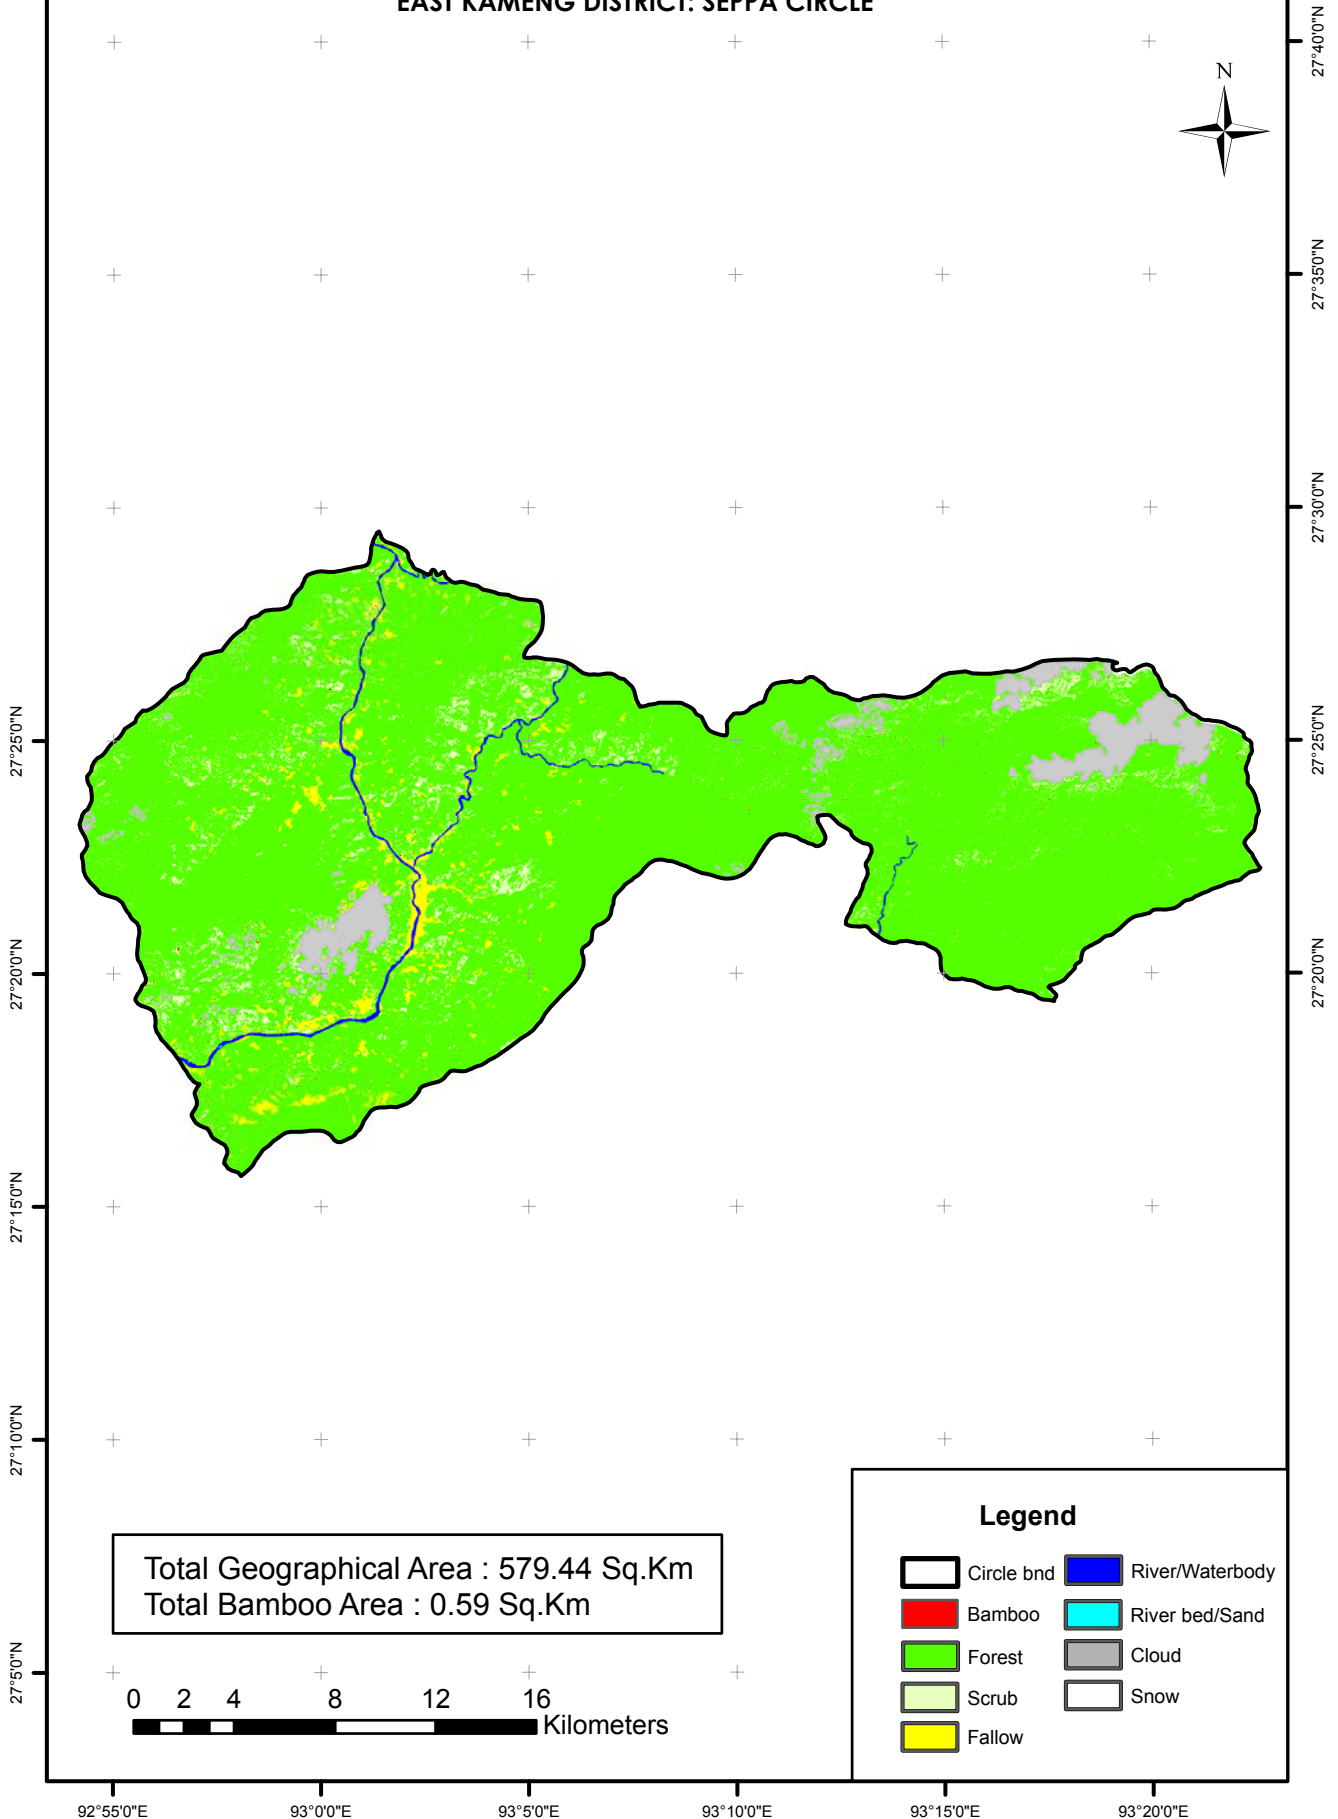 EAST KAMENG DISTRICT: SEPPA CIRCLE
N
27°40'0"N
27°35'0"N
27°30'0"N
27°25'0"N
27°20'0"N
27°25'0"N
27°20'0"N
27°15'0"N
27°10'0"N
27°5'0"N
Total Geographical Area : 579.44 Sq.Km
Total Bamboo Area : 0.59 Sq.Km
0 2 4 8 12 16
Kilometers
Legend
Circle bnd
Bamboo
Forest
Scrub
Fallow
River/Waterbody
River bed/Sand
Cloud
Snow
92°55'0"E 93°0'0"E 93°5'0"E 93°10'0"E 93°15'0"E 93°20'0"E